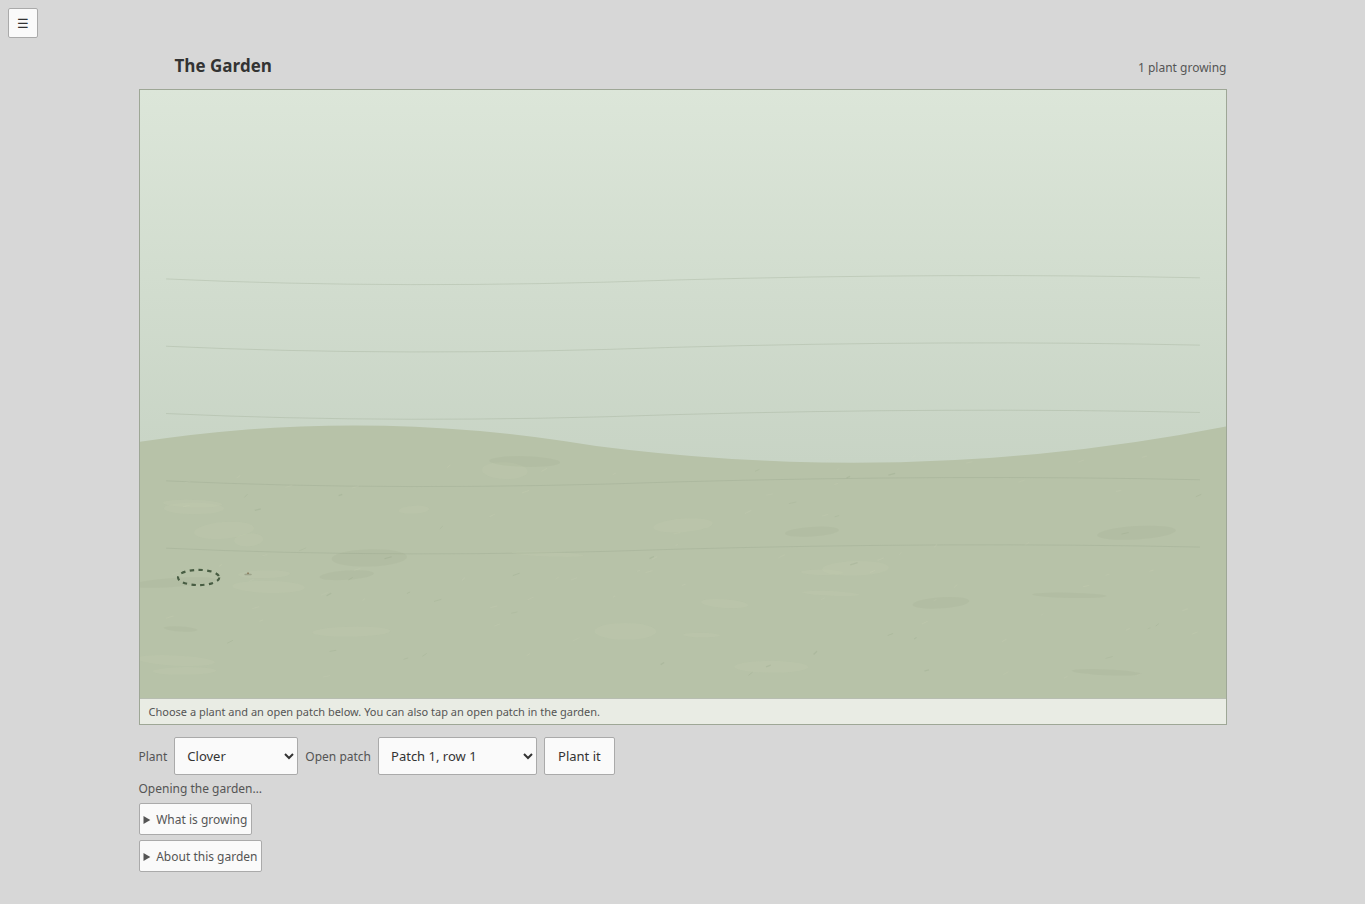 ☰
The Garden
1 plant growing
Choose a plant and an open patch below. You can also tap an open patch in the garden.
Plant Clover Open patch Patch 1, row 1 Plant it
Opening the garden...
▶ What is growing
▶ About this garden